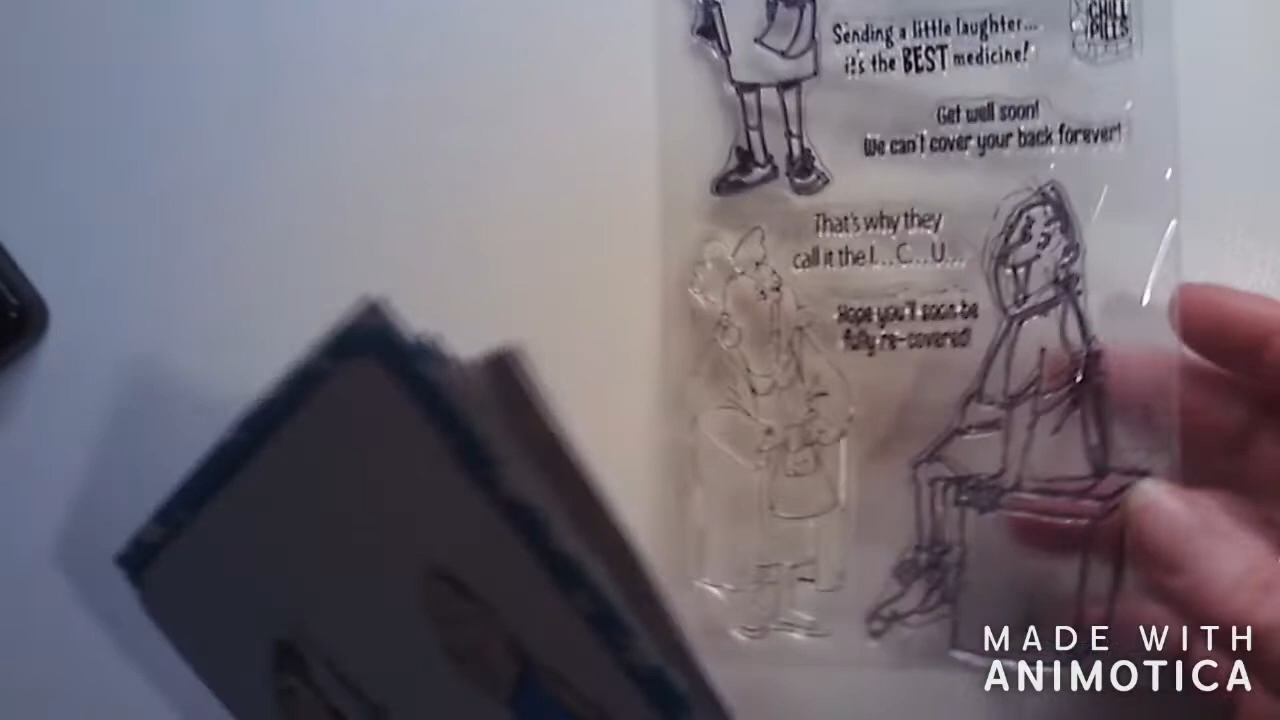 CHILL
PILLS
Sending a little laughter...
it's the BEST medicine!
Get well soon!
We can't cover your back forever!
That's why they
call it the I...C...U...
Hope you'll soon be
fully re-covered!
MADE WITH
ANIMOTICA